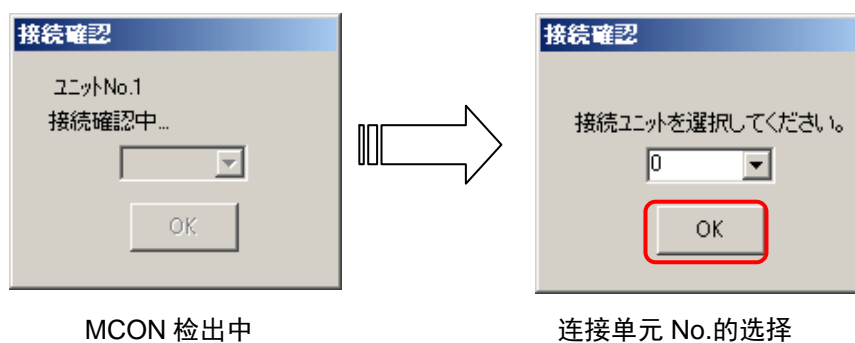 接続確認
ユニットNo.1
接続確認中...
OK
MCON 检出中
接続確認
接続ユニットを選択してください。
0
OK
连接单元 No.的选择